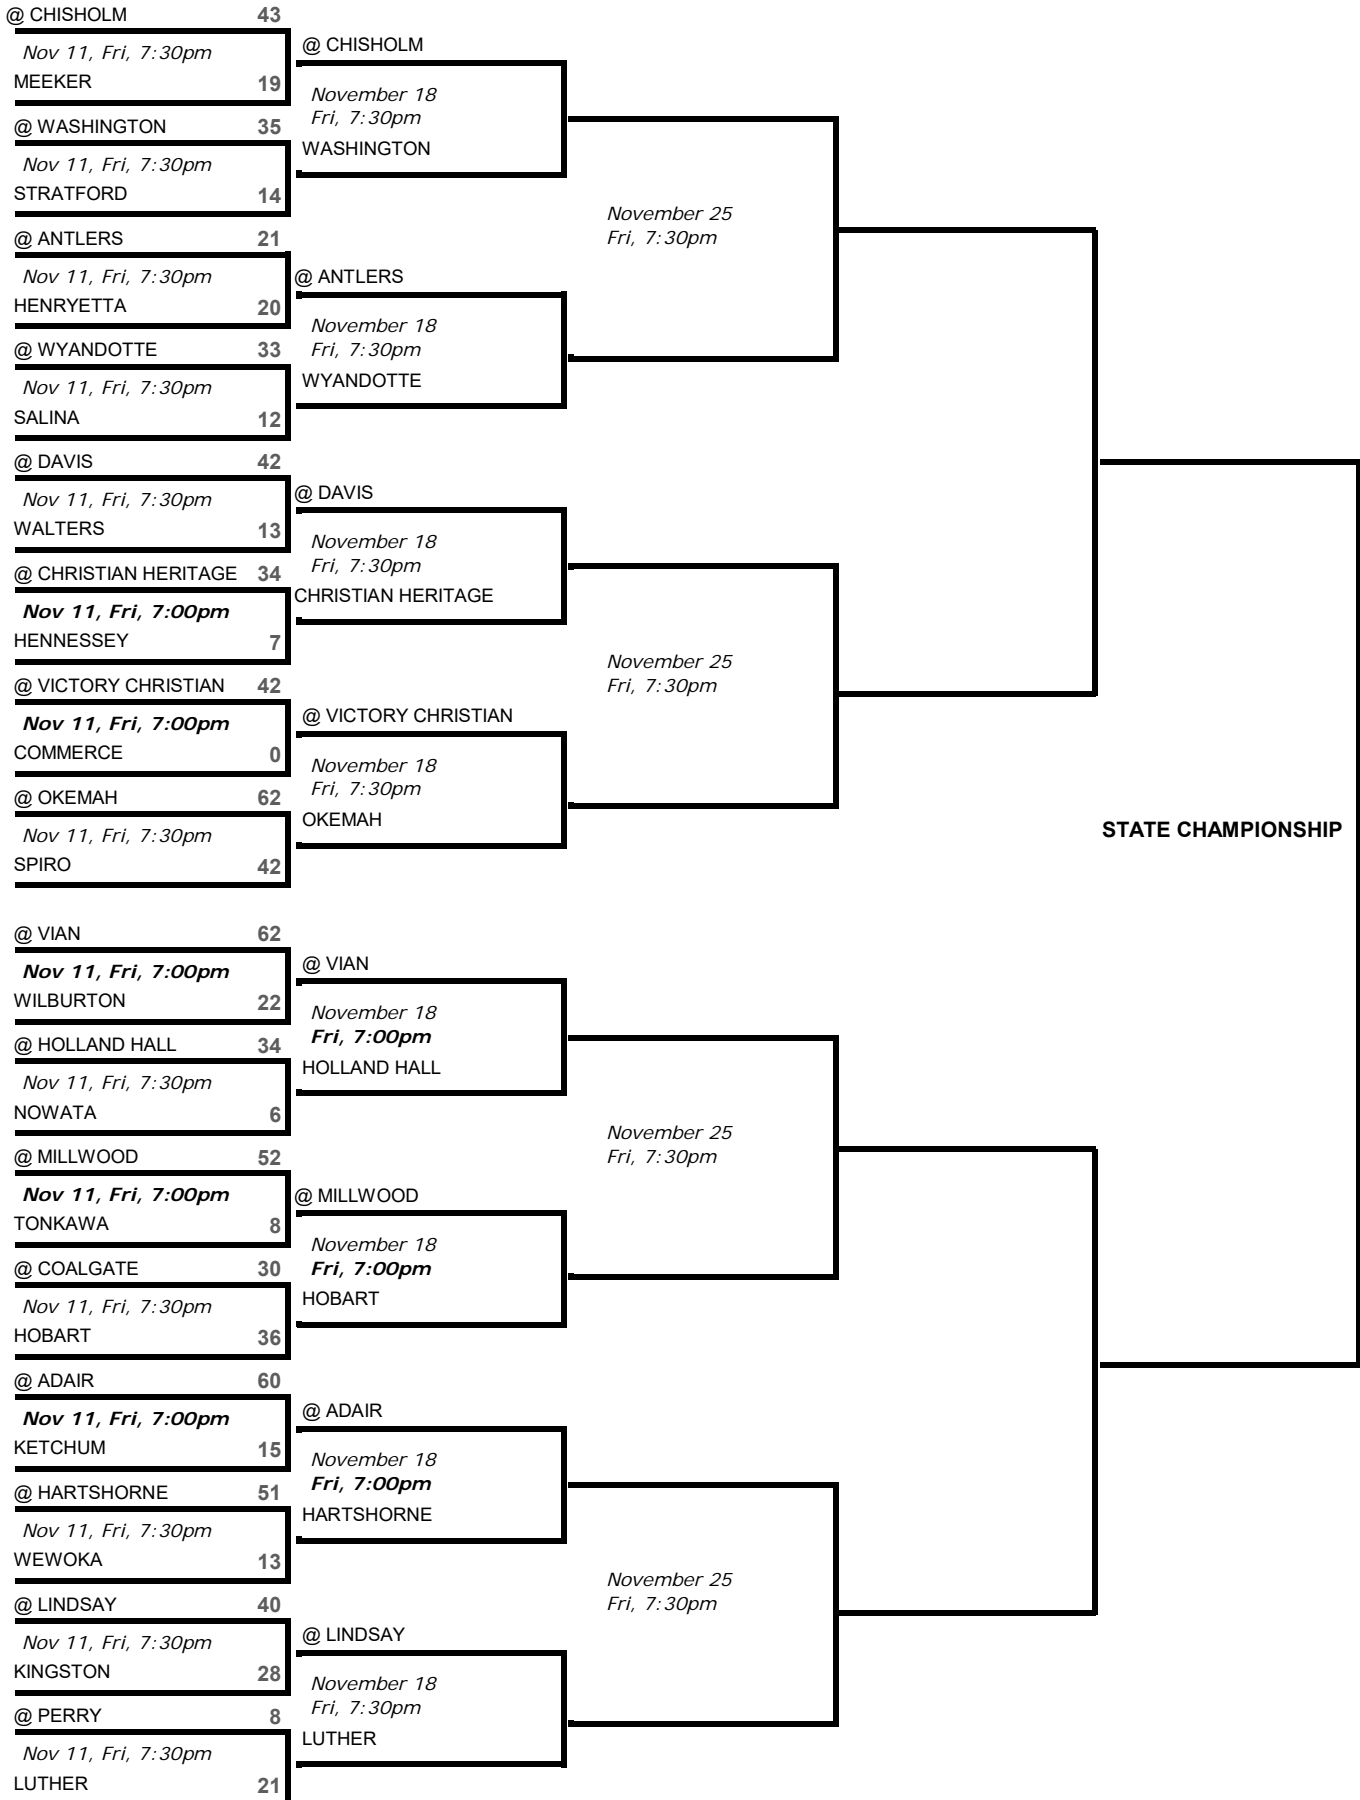 @ CHISHOLM 43
Nov 11, Fri, 7:30pm
MEEKER 19
@ WASHINGTON 35
Nov 11, Fri, 7:30pm
STRATFORD 14
@ ANTLERS 21
Nov 11, Fri, 7:30pm
HENRYETTA 20
@ WYANDOTTE 33
Nov 11, Fri, 7:30pm
SALINA 12
@ DAVIS 42
Nov 11, Fri, 7:30pm
WALTERS 13
@ CHRISTIAN HERITAGE 34
Nov 11, Fri, 7:00pm
HENNESSEY 7
@ VICTORY CHRISTIAN 42
Nov 11, Fri, 7:00pm
COMMERCE 0
@ OKEMAH 62
Nov 11, Fri, 7:30pm
SPIRO 42
@ VIAN 62
Nov 11, Fri, 7:00pm
WILBURTON 22
@ HOLLAND HALL 34
Nov 11, Fri, 7:30pm
NOWATA 6
@ MILLWOOD 52
Nov 11, Fri, 7:00pm
TONKAWA 8
@ COALGATE 30
Nov 11, Fri, 7:30pm
HOBART 36
@ ADAIR 60
Nov 11, Fri, 7:00pm
KETCHUM 15
@ HARTSHORNE 51
Nov 11, Fri, 7:30pm
WEWOKA 13
@ LINDSAY 40
Nov 11, Fri, 7:30pm
KINGSTON 28
@ PERRY 8
Nov 11, Fri, 7:30pm
LUTHER 21
@ CHISHOLM
November 18
Fri, 7:30pm
WASHINGTON
@ ANTLERS
November 18
Fri, 7:30pm
WYANDOTTE
@ DAVIS
November 18
Fri, 7:30pm
CHRISTIAN HERITAGE
@ VICTORY CHRISTIAN
November 18
Fri, 7:30pm
OKEMAH
@ VIAN
November 18
Fri, 7:00pm
HOLLAND HALL
@ MILLWOOD
November 18
Fri, 7:00pm
HOBART
@ ADAIR
November 18
Fri, 7:00pm
HARTSHORNE
@ LINDSAY
November 18
Fri, 7:30pm
LUTHER
November 25
Fri, 7:30pm
November 25
Fri, 7:30pm
November 25
Fri, 7:30pm
November 25
Fri, 7:30pm
STATE CHAMPIONSHIP